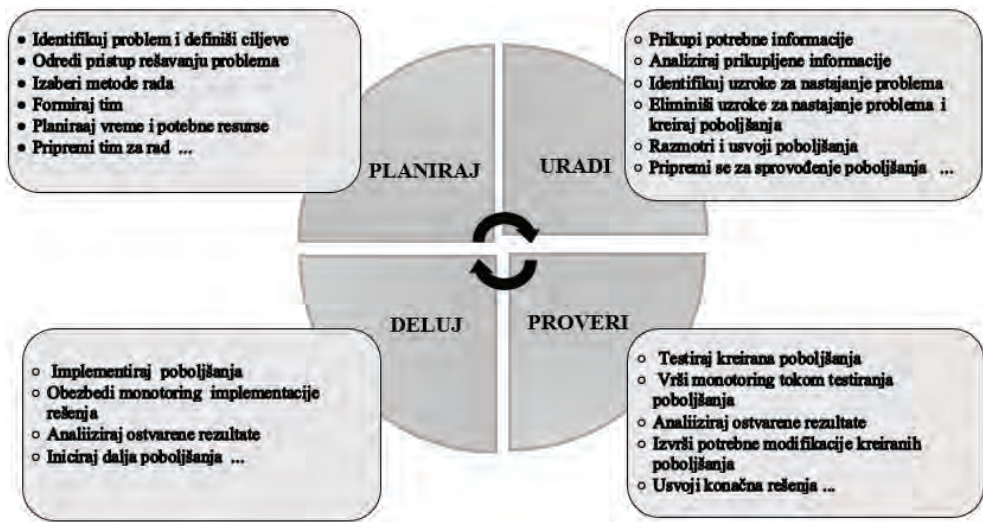 ● Identifikuj problem i definiši ciljeve
● Odredi pristup rešavanju problema
● Izaberi metode rada
● Formiraj tim
● Planiraaj vreme i potebne resurse
● Pripremi tim za rad ...
○ Prikupi potrebne informacije
○ Analiziraj prikupljene informacije
○ Identifikuj uzroke za nastajanje problema
○ Eliminiši uzroke za nastajanje problema i
kreiraj poboljšanja
○ Razmotri i usvoji poboljšanja
○ Pripremi se za sprovođenje poboljšanja ...
PLANIRAJ
URADI
DELUJ
PROVERI
○ Implementiraj poboljšanja
○ Obezbedi monotoring implementacije
rešenja
○ Analiiziraj ostvarene rezultate
○ Iniciraj dalja poboljšanja ...
○ Testiraj kreirana poboljšanja
○ Vrši monotoring tokom testiranja
poboljšanja
○ Analiiziraj ostvarene rezultate
○ Izvrši potrebne modifikacije kreiranih
poboljšanja
○ Usvoji konačna rešenja ...